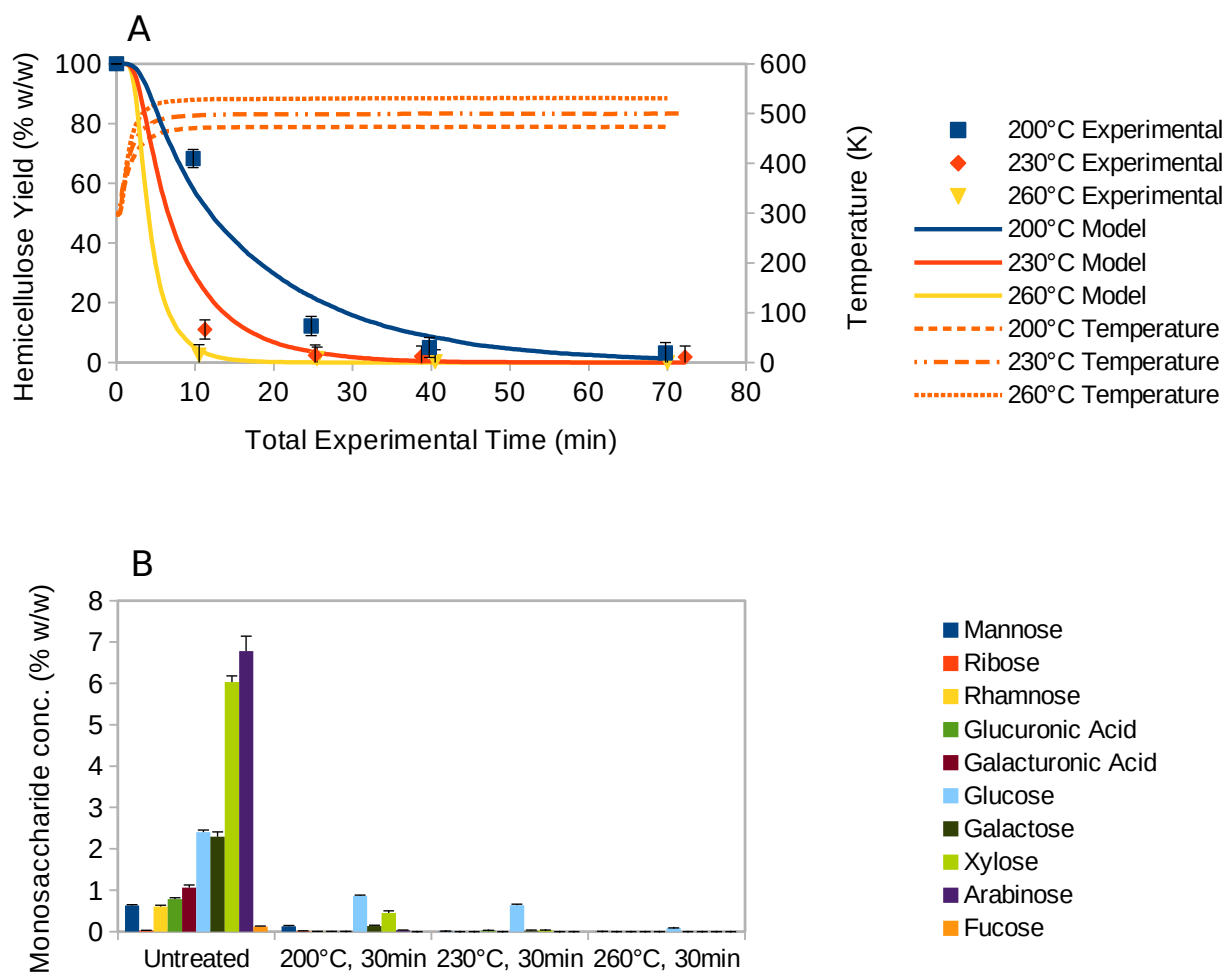 A
Hemicellulose Yield (% w/w)
100
80
60
40
20
0
0 10 20 30 40 50 60 70 80
Total Experimental Time (min)
600
500
400
300
200
100
0
Temperature (K)
200°C Experimental
230°C Experimental
260°C Experimental
200°C Model
230°C Model
260°C Model
200°C Temperature
230°C Temperature
260°C Temperature
B
Monosaccharide conc. (% w/w)
8
7
6
5
4
3
2
1
0
Untreated 200°C, 30min 230°C, 30min 260°C, 30min
Mannose
Ribose
Rhamnose
Glucuronic Acid
Galacturonic Acid
Glucose
Galactose
Xylose
Arabinose
Fucose